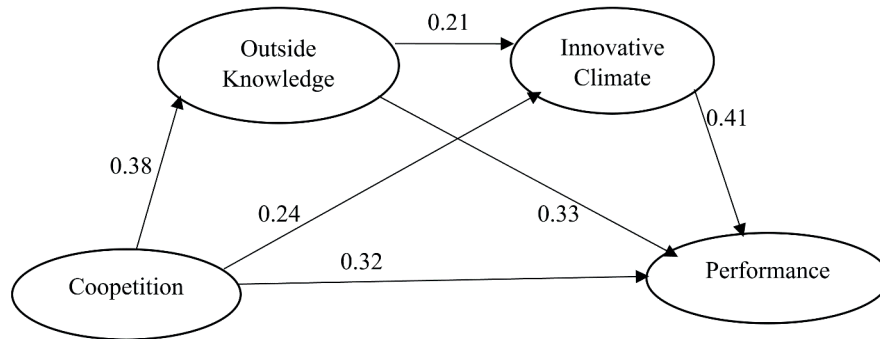 Outside
Knowledge
0.21
Innovative
Climate
0.41
0.38
0.24
0.33
0.32
Coopetition
Performance